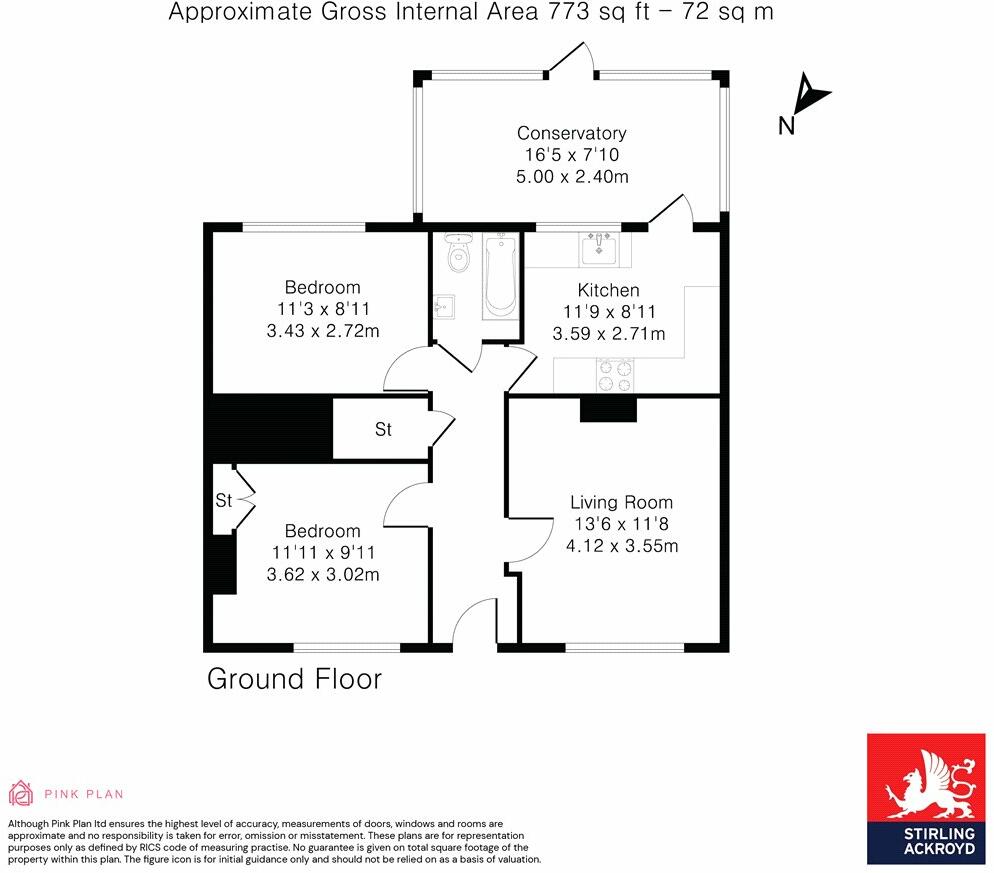 Approximate Gross Internal Area 773 sq ft – 72 sq m
N
Conservatory
16'5 x 7'10
5.00 x 2.40m
Bedroom
11'3 x 8'11
3.43 x 2.72m
Kitchen
11'9 x 8'11
3.59 x 2.71m
St
St
Bedroom
11'11 x 9'11
3.62 x 3.02m
Living Room
13'6 x 11'8
4.12 x 3.55m
Ground Floor
PINK PLAN
Although Pink Plan ltd ensures the highest level of accuracy, measurements of doors, windows and rooms are
approximate and no responsibility is taken for error, omission or misstatement. These plans are for representation
purposes only as defined by RICS code of measuring practise. No guarantee is given on total square footage of the
property within this plan. The figure icon is for initial guidance only and should not be relied on as a basis of valuation.
STIRLING
ACKROYD